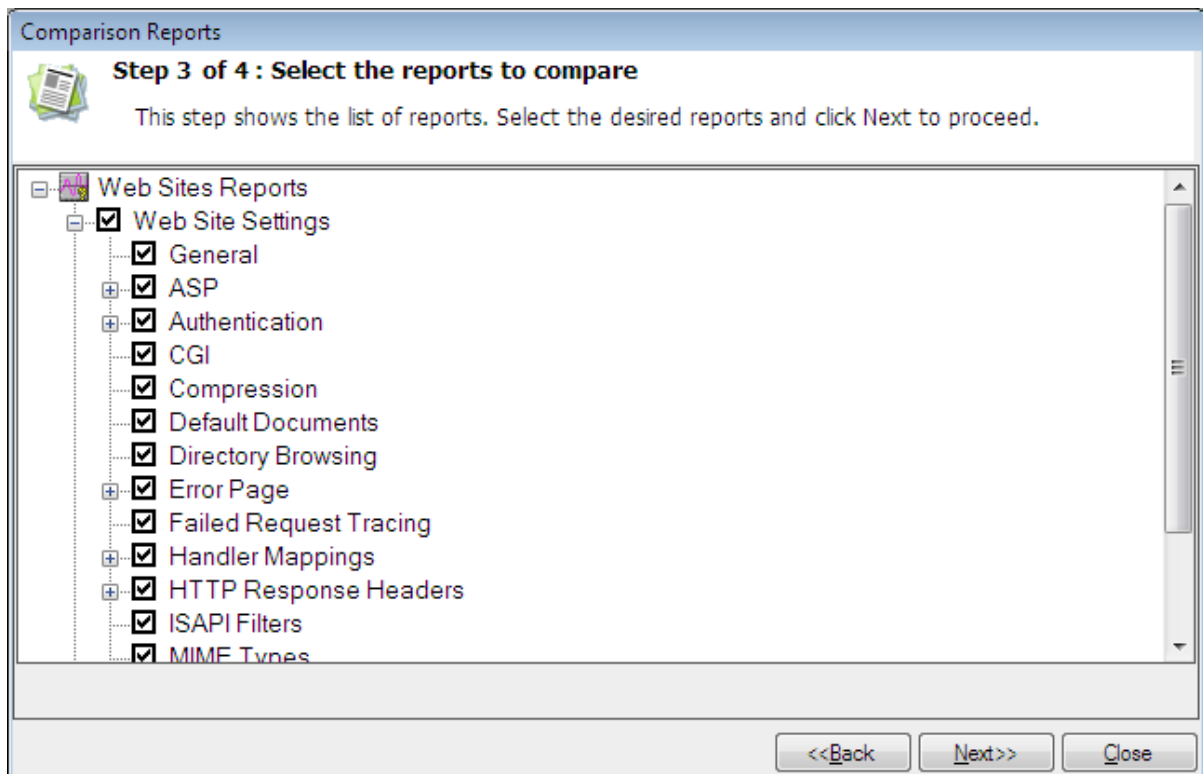 Comparison Reports
Step 3 of 4 : Select the reports to compare
This step shows the list of reports. Select the desired reports and click Next to proceed.
Web Sites Reports
Web Site Settings
General
ASP
Authentication
CGI
Compression
Default Documents
Directory Browsing
Error Page
Failed Request Tracing
Handler Mappings
HTTP Response Headers
ISAPI Filters
MIME Types
<<Back
Next>>
Close